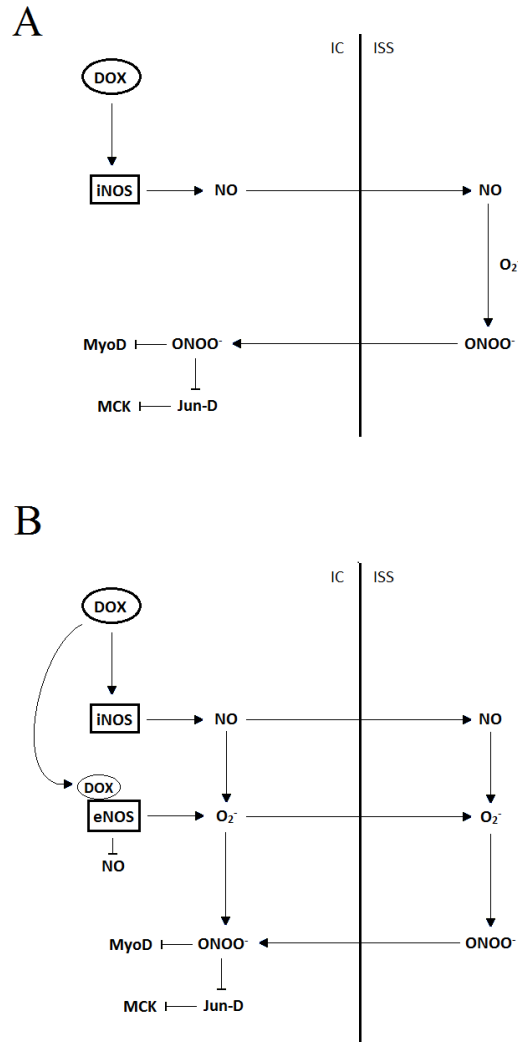 A
IC ISS
DOX
iNOS NO NO
O₂
MyoD ONOO⁻ ONOO⁻
MCK Jun-D
B
IC ISS
DOX
iNOS NO NO
DOX
eNOS O₂⁻ O₂⁻
NO
MyoD ONOO⁻ ONOO⁻
MCK Jun-D